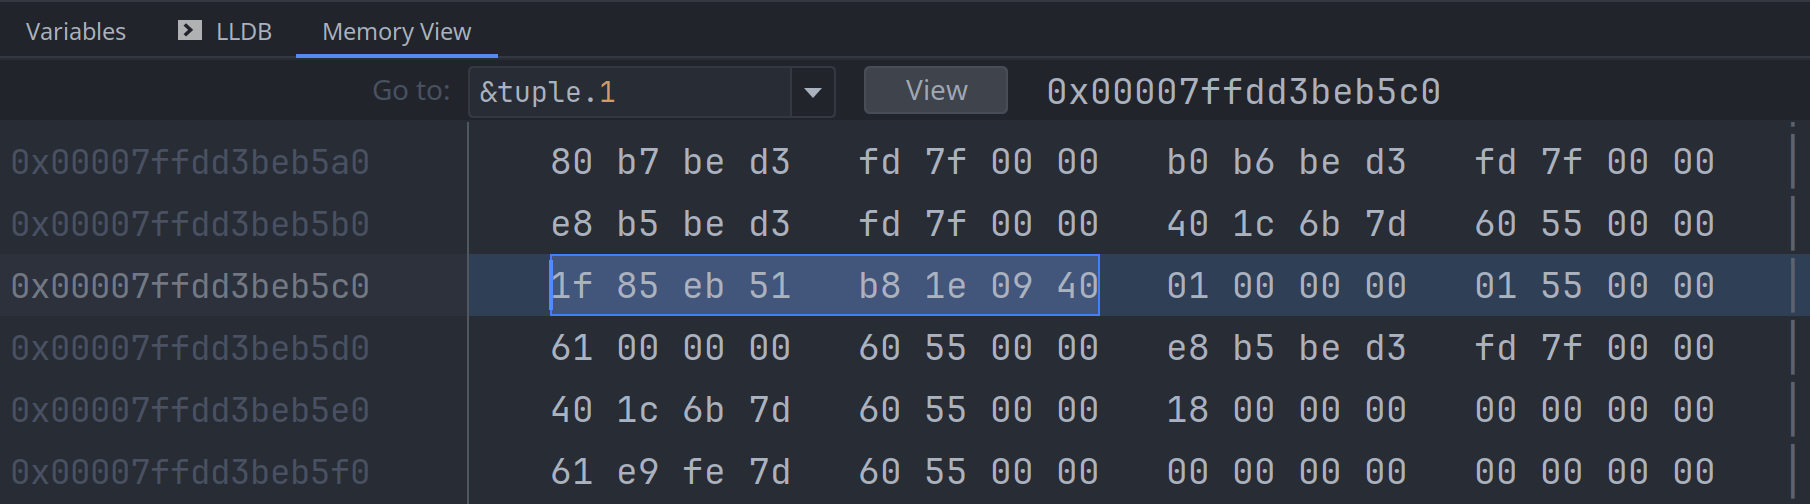 Variables LLDB Memory View
Go to: &tuple.1 View 0x00007ffdd3beb5c0
0x00007ffdd3beb5a0 80 b7 be d3 fd 7f 00 00 b0 b6 be d3 fd 7f 00 00
0x00007ffdd3beb5b0 e8 b5 be d3 fd 7f 00 00 40 1c 6b 7d 60 55 00 00
0x00007ffdd3beb5c0 1f 85 eb 51 b8 1e 09 40 01 00 00 00 01 55 00 00
0x00007ffdd3beb5d0 61 00 00 00 60 55 00 00 e8 b5 be d3 fd 7f 00 00
0x00007ffdd3beb5e0 40 1c 6b 7d 60 55 00 00 18 00 00 00 00 00 00 00
0x00007ffdd3beb5f0 61 e9 fe 7d 60 55 00 00 00 00 00 00 00 00 00 00